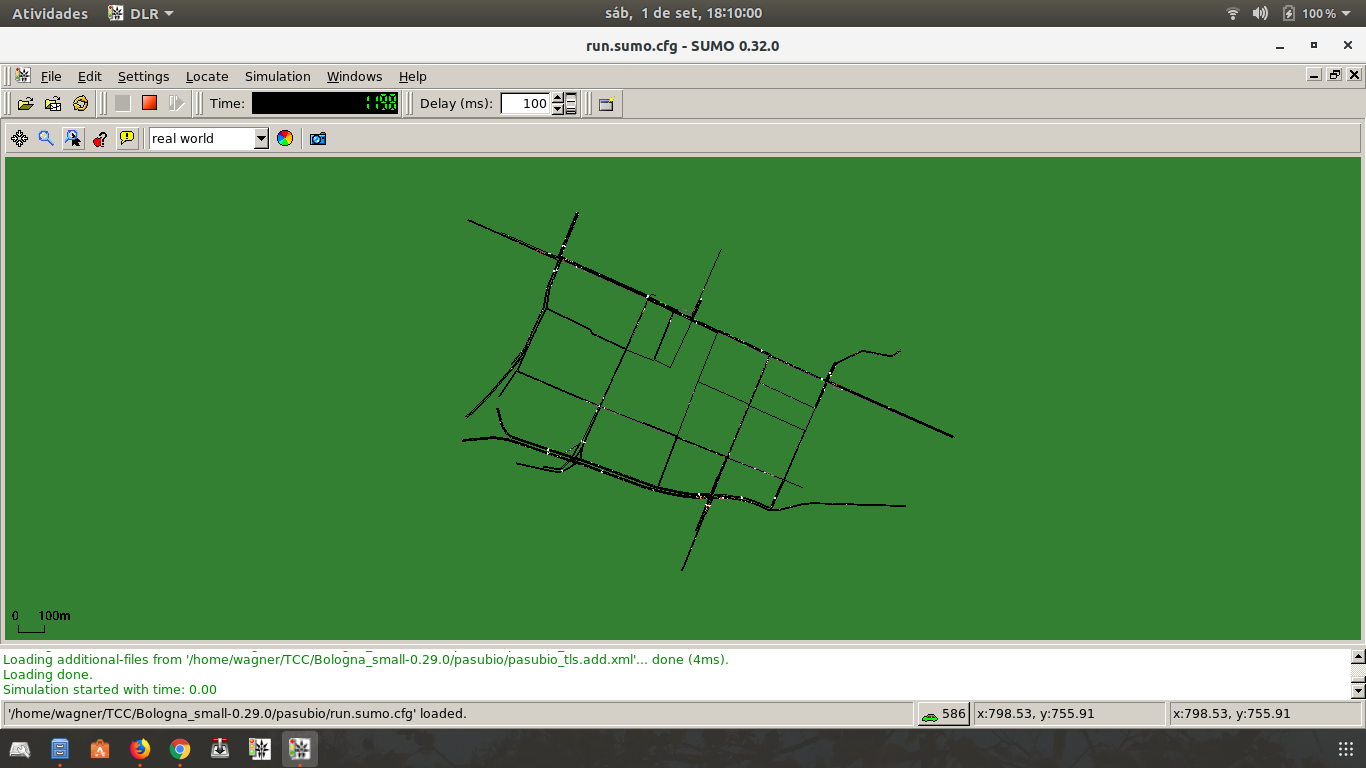 Atividades DLR sáb, 1 de set, 18:10:00 100 %
run.sumo.cfg - SUMO 0.32.0
File Edit Settings Locate Simulation Windows Help
Time: 1198 Delay (ms): 100
real world
0 100m
Loading additional-files from '/home/wagner/TCC/Bologna_small-0.29.0/pasubio/pasubio_tls.add.xml'... done (4ms).
Loading done.
Simulation started with time: 0.00
'/home/wagner/TCC/Bologna_small-0.29.0/pasubio/run.sumo.cfg' loaded. 586 x:798.53, y:755.91 x:798.53, y:755.91